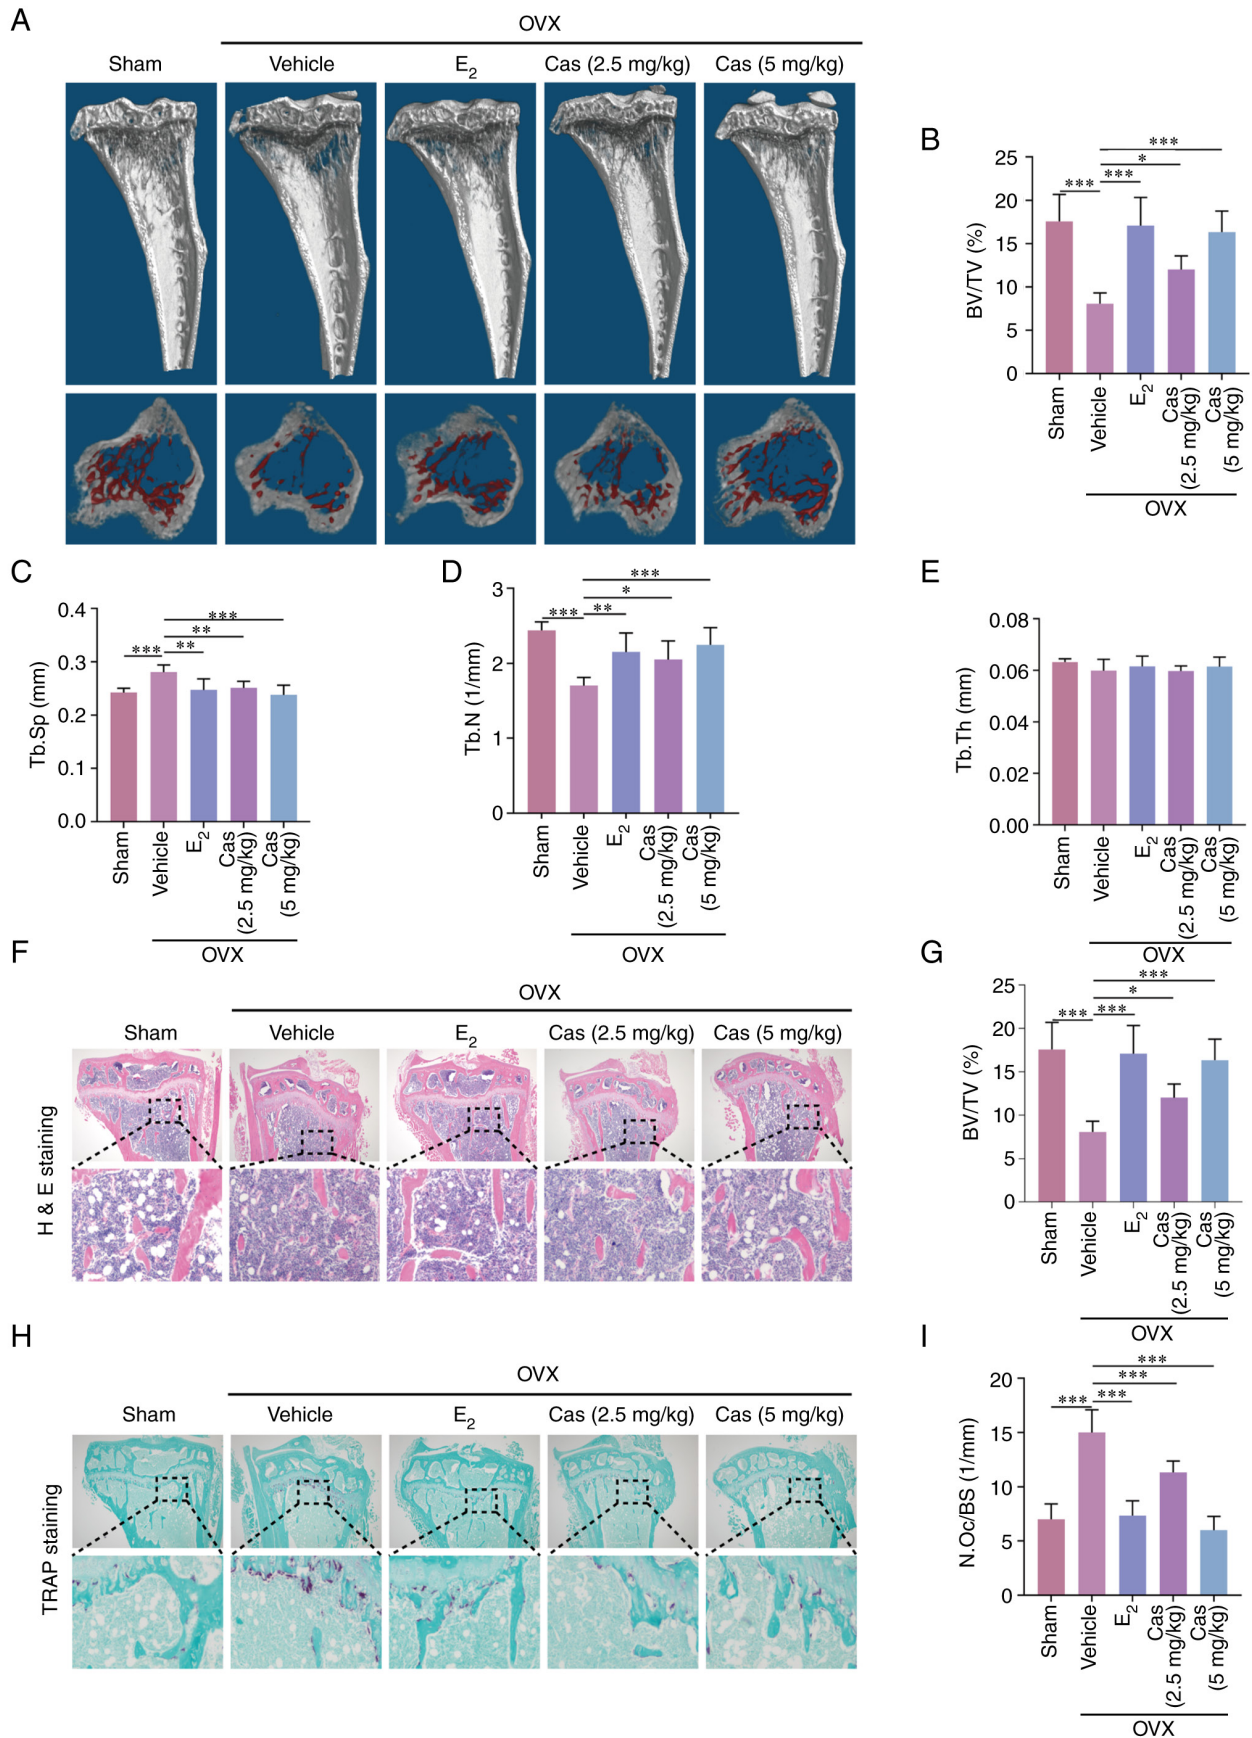 A
OVX
Sham
Vehicle
E2
Cas (2.5 mg/kg)
Cas (5 mg/kg)
B
BV/TV (%)
25
20
15
10
5
0
***
*
***
***
Sham
Vehicle
E2
Cas
(2.5 mg/kg)
Cas
(5 mg/kg)
OVX
C
Tb.Sp (mm)
0.4
0.3
0.2
0.1
0.0
***
**
***
**
Sham
Vehicle
E2
Cas
(2.5 mg/kg)
Cas
(5 mg/kg)
OVX
D
Tb.N (1/mm)
3
2
1
0
***
*
***
**
Sham
Vehicle
E2
Cas
(2.5 mg/kg)
Cas
(5 mg/kg)
OVX
E
Tb.Th (mm)
0.08
0.06
0.04
0.02
0.00
Sham
Vehicle
E2
Cas
(2.5 mg/kg)
Cas
(5 mg/kg)
OVX
F
OVX
Sham
Vehicle
E2
Cas (2.5 mg/kg)
Cas (5 mg/kg)
H & E staining
G
BV/TV (%)
25
20
15
10
5
0
***
*
***
***
Sham
Vehicle
E2
Cas
(2.5 mg/kg)
Cas
(5 mg/kg)
OVX
H
OVX
Sham
Vehicle
E2
Cas (2.5 mg/kg)
Cas (5 mg/kg)
TRAP staining
I
N.Oc/BS (1/mm)
20
15
10
5
0
***
***
***
***
Sham
Vehicle
E2
Cas
(2.5 mg/kg)
Cas
(5 mg/kg)
OVX